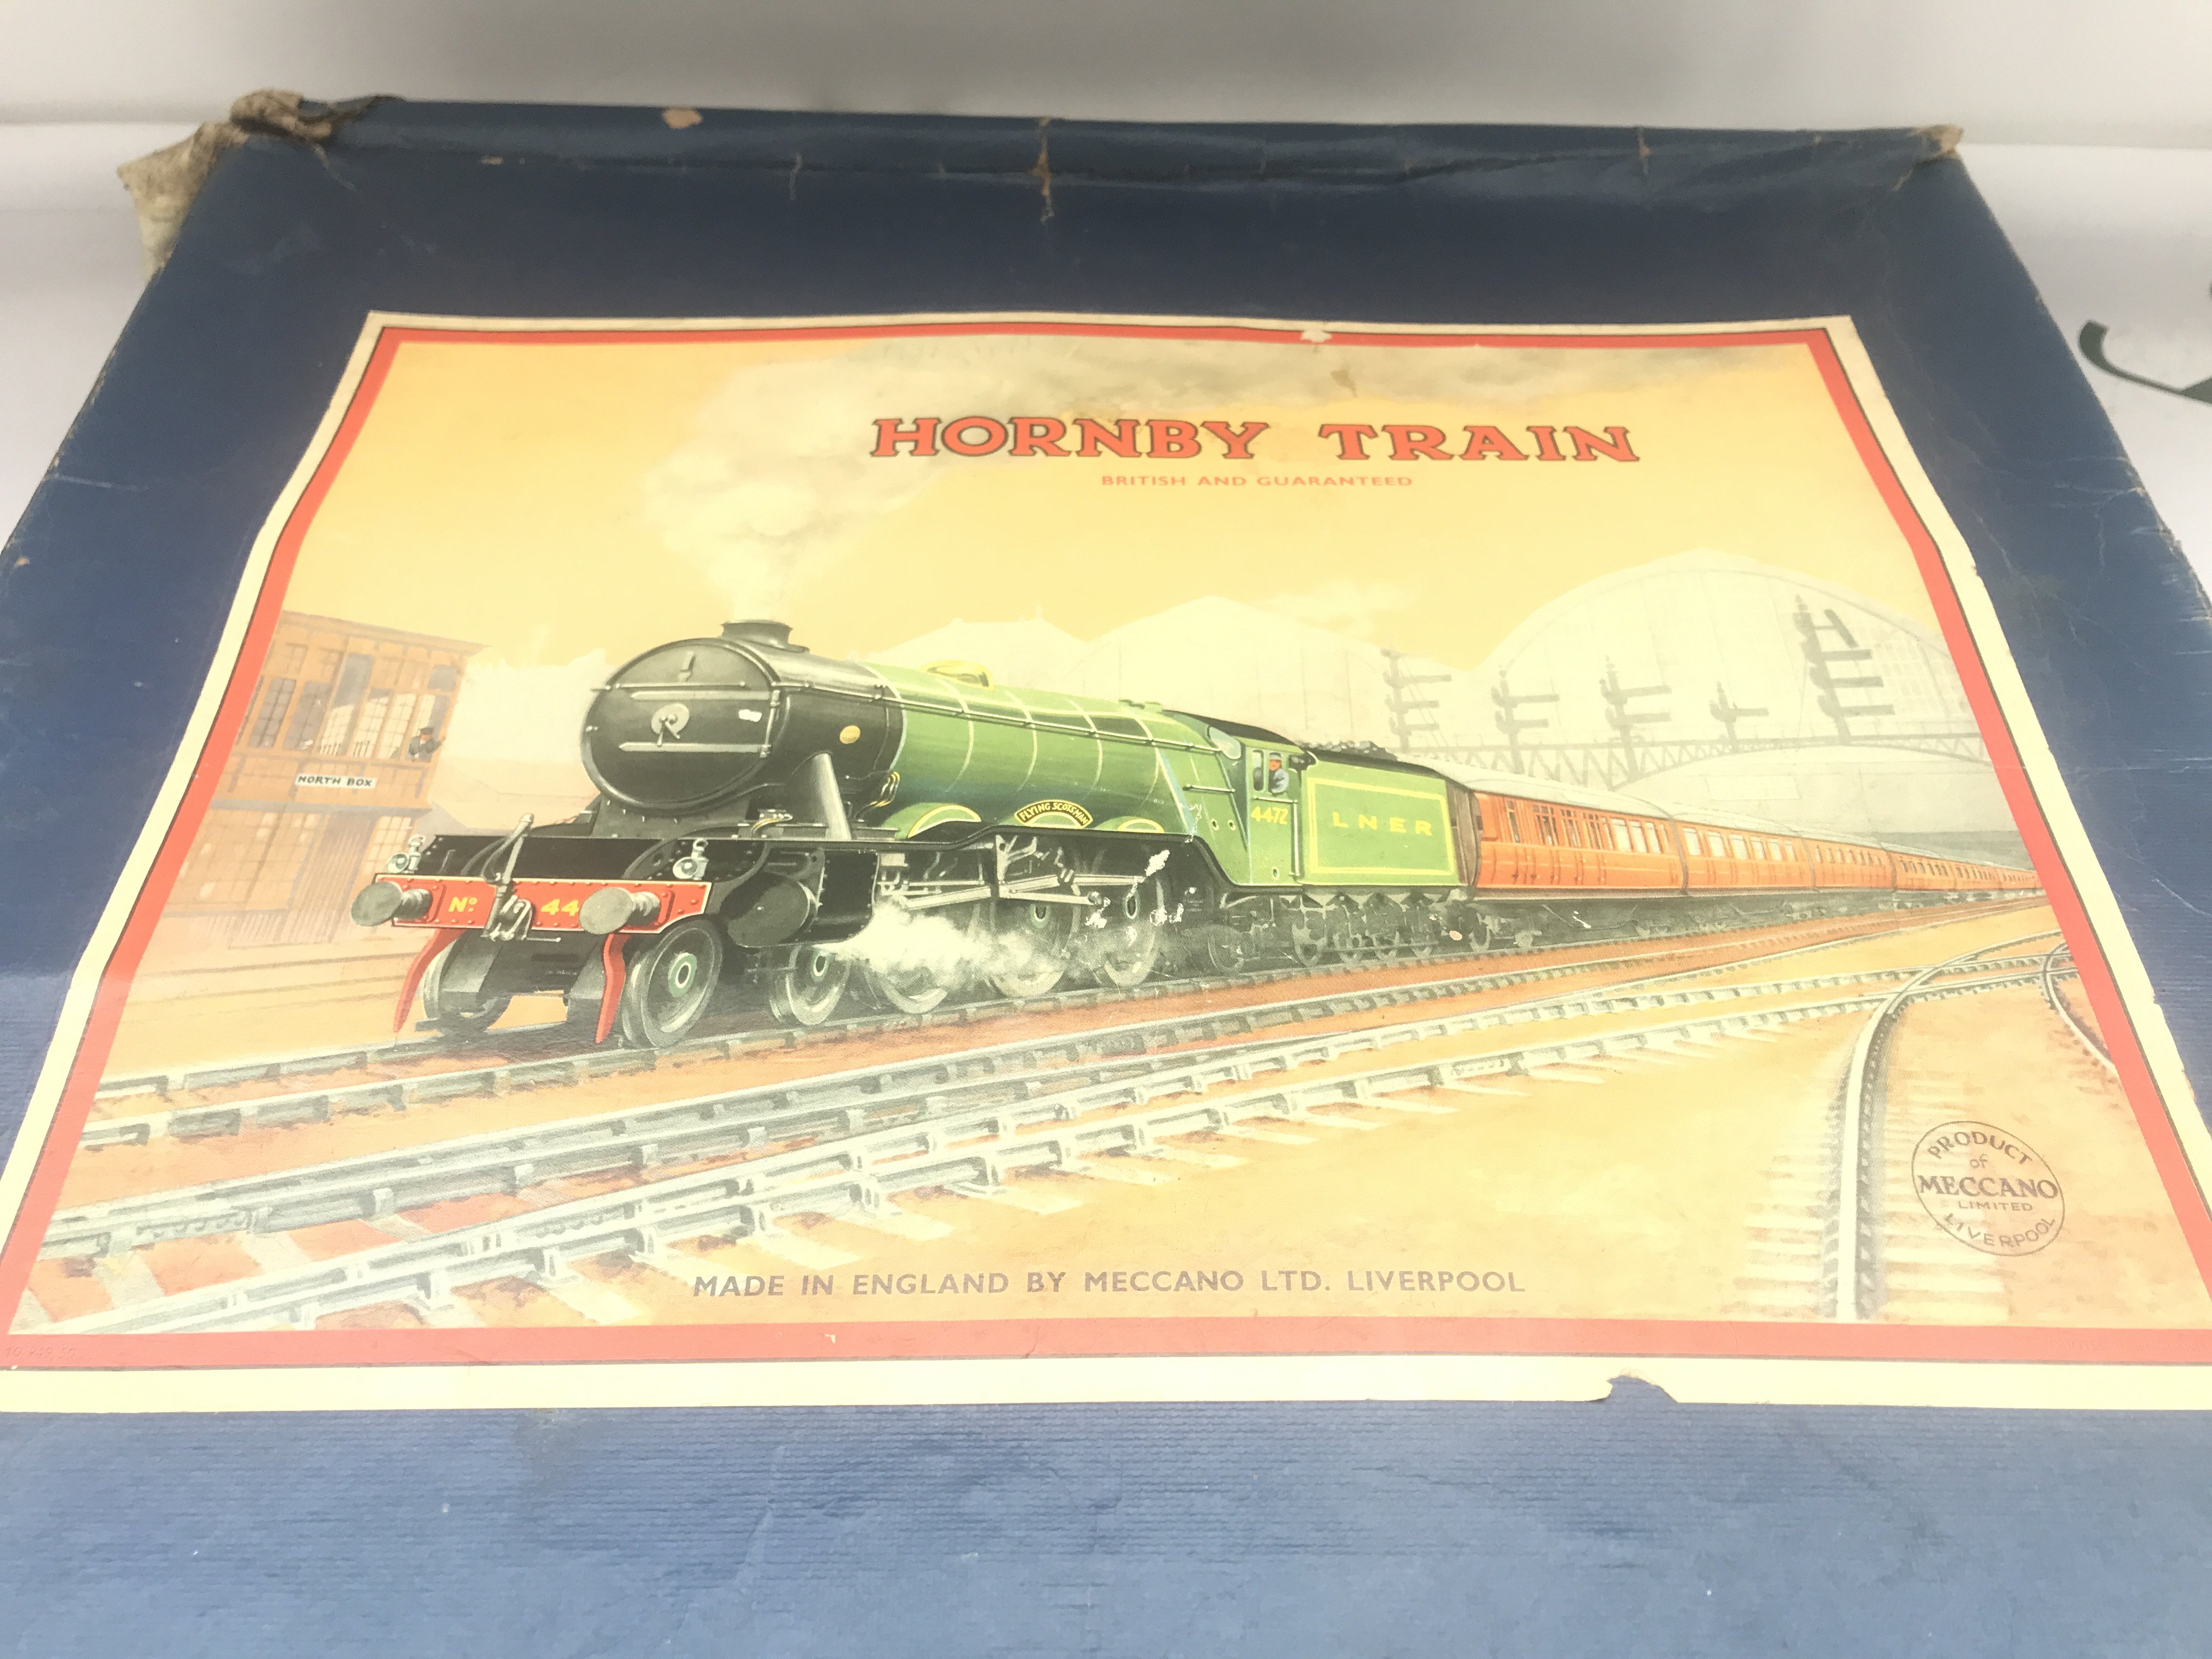 HORNBY TRAIN
BRITISH AND GUARANTEED
NORTH BOX
FLYING SCOTSMAN
4472
L N E R
Nº 44
PRODUCT
of
MECCANO
LIMITED
LIVERPOOL
MADE IN ENGLAND BY MECCANO LTD. LIVERPOOL